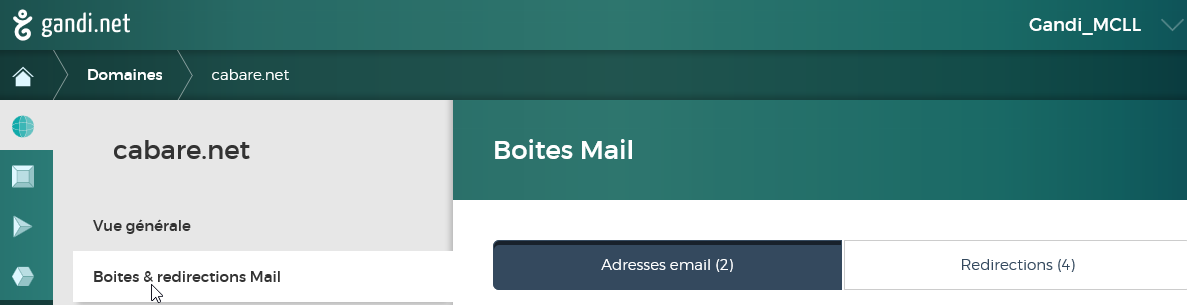 gandi.net
Gandi_MCLL
Domaines
cabare.net
cabare.net
Boites Mail
Vue générale
Boites & redirections Mail
Adresses email (2)
Redirections (4)